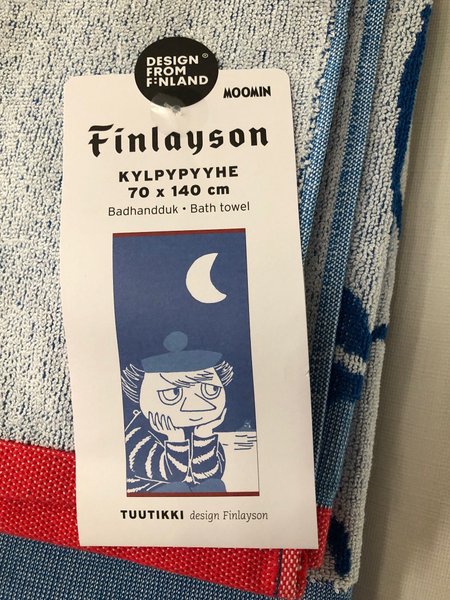 DESIGN
FROM
FINLAND
MOOMIN
Finlayson
KYLPYPYYHE
70 x 140 cm
Badhandduk • Bath towel
TUUTIKKI design Finlayson